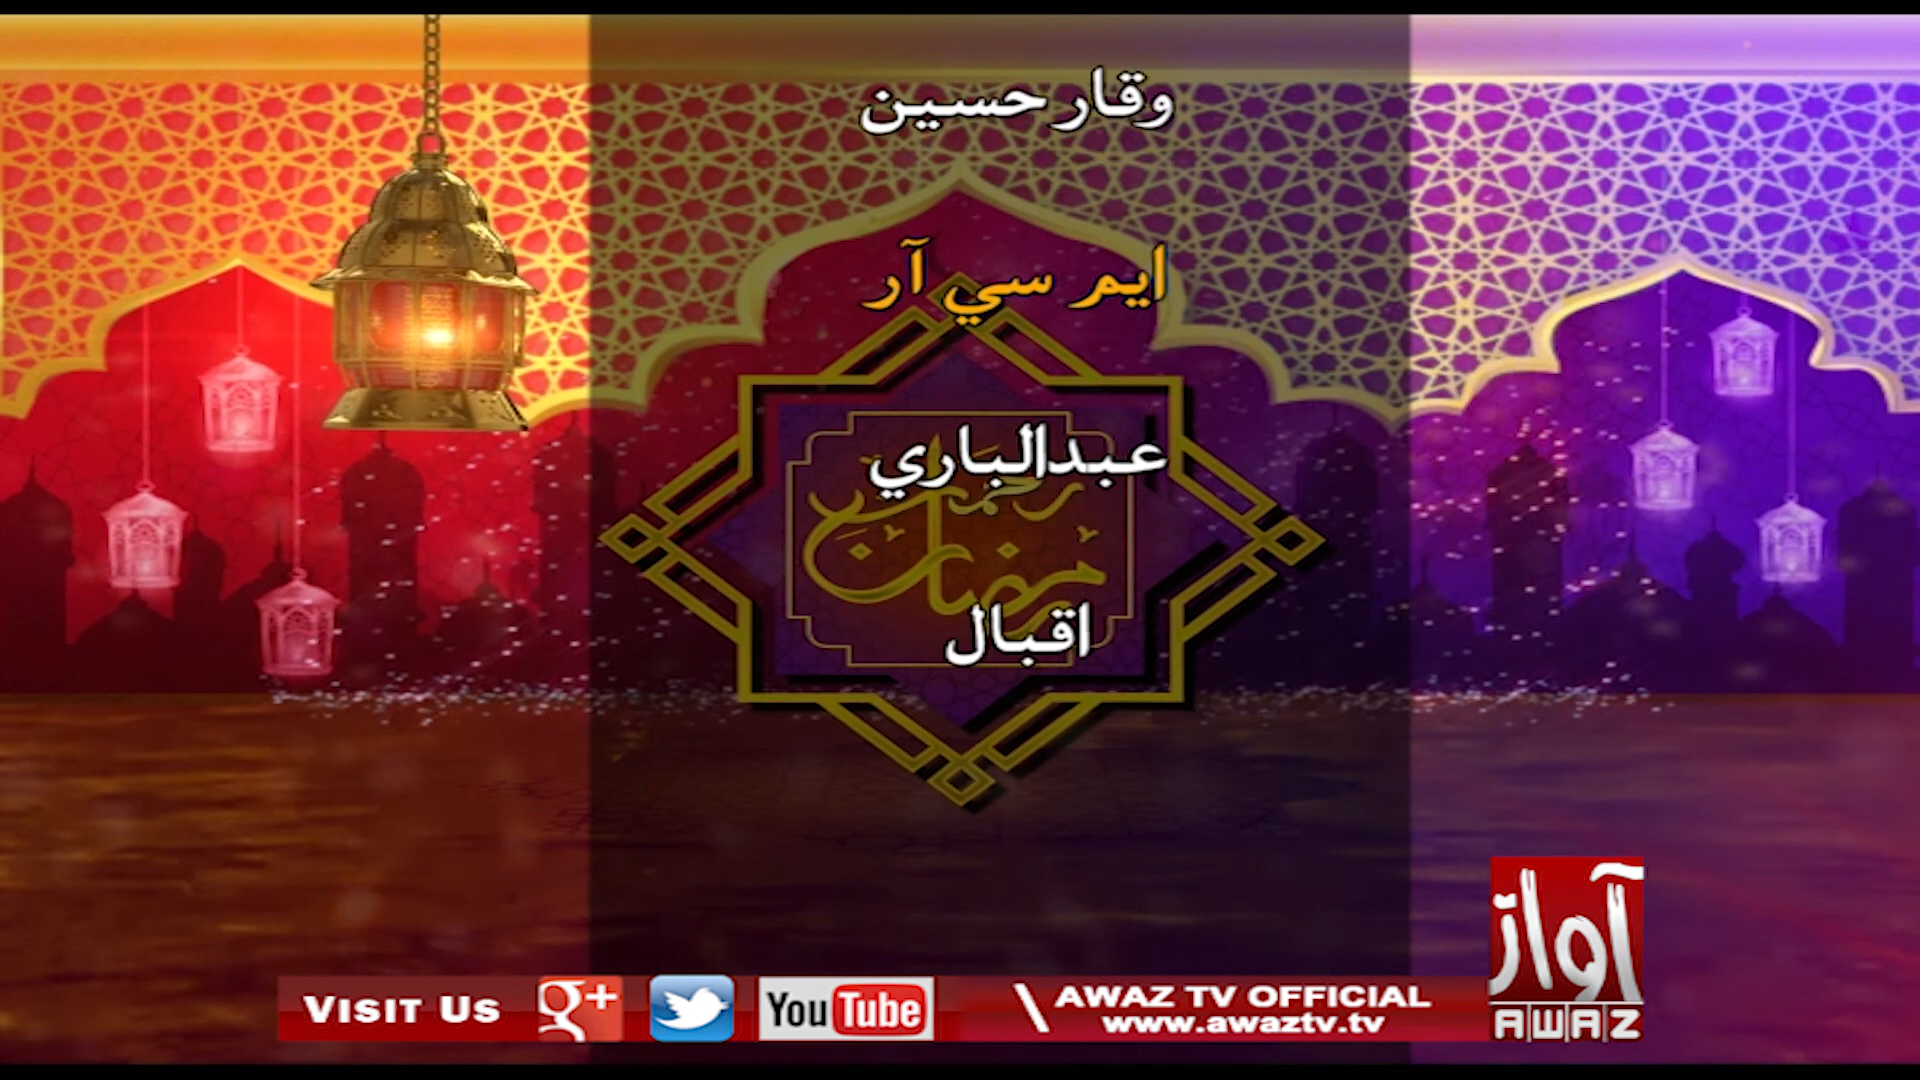 وقار حسين
ايم سي آر
عبدالباري
رحمان
رمضان
اقبال
آواز
AWAZ
VISIT US
g+
You Tube
\ AWAZ TV OFFICIAL
www.awaztv.tv